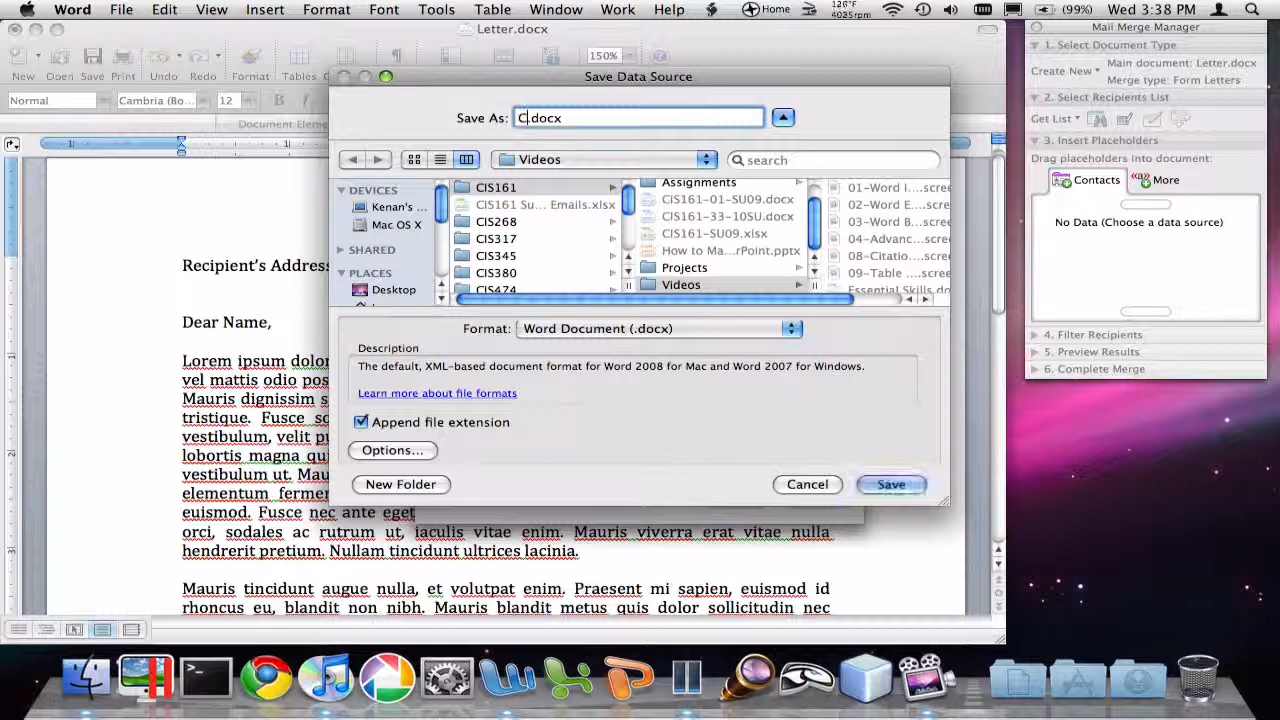 Word File Edit View Insert Format Font Tools Table Window Work Help
Home
126°F
4025rpm
(99%) Wed 3:38 PM
Letter.docx
150%
New Open Save Print Undo Redo Format Tables
Normal Cambria (Bo... 12 B I
Document Eleme
Save Data Source
Save As: C.docx
Videos
search
DEVICES
Kenan's ...
Mac OS X
SHARED
PLACES
Desktop
CIS161
CIS161 Su... Emails.xlsx
CIS268
CIS317
CIS345
CIS380
CIS474
Assignments
CIS161-01-SU09.docx
CIS161-33-10SU.docx
CIS161-SU09.xlsx
How to Ma...rPoint.pptx
Projects
Videos
01-Word I....scree
02-Word E....scree
03-Word B....scree
04-Advanc...scree
08-Citatio....scree
09-Table ....scree
Essential Skills.do
Format: Word Document (.docx)
Description
The default, XML-based document format for Word 2008 for Mac and Word 2007 for Windows.
Learn more about file formats
Append file extension
Options...
New Folder
Cancel
Save
Recipient's Address
Dear Name,
Lorem ipsum dolor
vel mattis odio pos
Mauris dignissim s
tristique. Fusce sc
vestibulum, velit pu
lobortis magna qui
vestibulum ut. Mau
elementum fermen
euismod. Fusce nec ante eget
orci, sodales ac rutrum ut, iaculis vitae enim. Mauris viverra erat vitae nulla
hendrerit pretium. Nullam tincidunt ultrices lacinia.
Mauris tincidunt augue nulla, et volutpat enim. Praesent mi sapien, euismod id
rhoncus eu, blandit non nibh. Mauris blandit metus quis dolor sollicitudin nec
Mail Merge Manager
1. Select Document Type
Create New
Main document: Letter.docx
Merge type: Form Letters
2. Select Recipients List
Get List
3. Insert Placeholders
Drag placeholders into document:
Contacts
More
No Data (Choose a data source)
4. Filter Recipients
5. Preview Results
6. Complete Merge